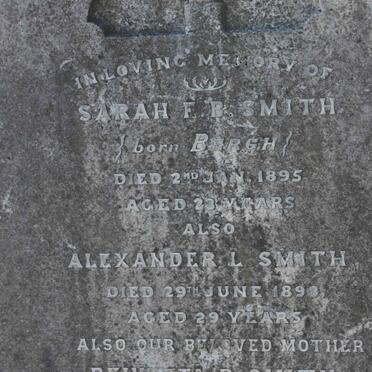 IN LOVING MEMORY OF
SARAH F. B. SMITH
{born BURGH}
DIED 2ND JAN. 1895
AGED 23 YEARS
ALSO
ALEXANDER L SMITH
DIED 29TH JUNE 1898
AGED 29 YEARS
ALSO OUR BELOVED MOTHER